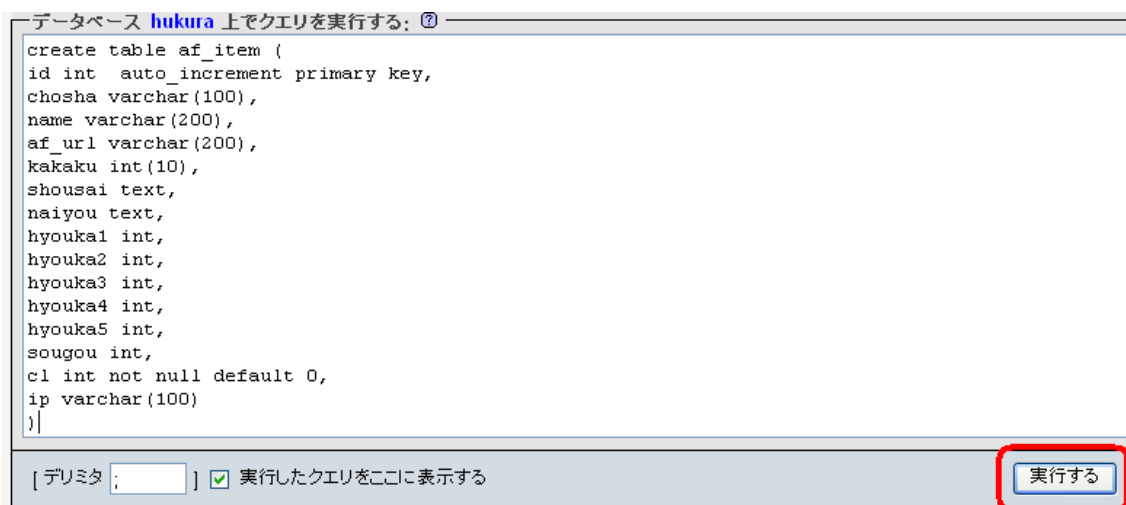 データベース hukura 上でクエリを実行する: ?
create table af_item (
id int  auto_increment primary key,
chosha varchar(100),
name varchar(200),
af_url varchar(200),
kakaku int(10),
shousai text,
naiyou text,
hyouka1 int,
hyouka2 int,
hyouka3 int,
hyouka4 int,
hyouka5 int,
sougou int,
cl int not null default 0,
ip varchar(100)
)
[ デリミタ ; ] 実行したクエリをここに表示する 実行する